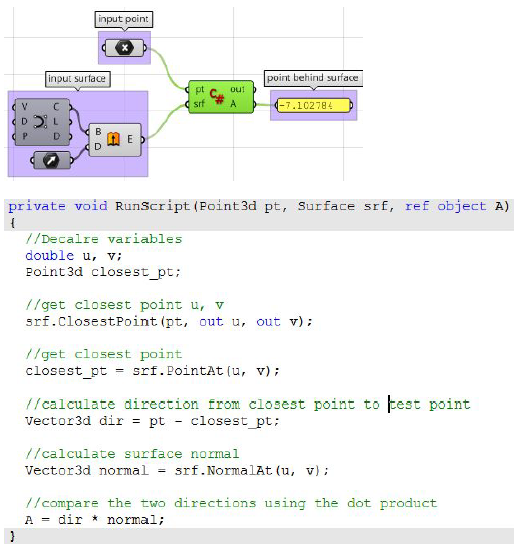 input point
input surface
point behind surface
pt
out
srf
C#
A
-7.102784
V
C
D
L
P
D
B
E
D
private void RunScript(Point3d pt, Surface srf, ref object A)
{
//Decalre variables
double u, v;
Point3d closest_pt;
//get closest point u, v
srf.ClosestPoint(pt, out u, out v);
//get closest point
closest_pt = srf.PointAt(u, v);
//calculate direction from closest point to test point
Vector3d dir = pt - closest_pt;
//calculate surface normal
Vector3d normal = srf.NormalAt(u, v);
//compare the two directions using the dot product
A = dir * normal;
}